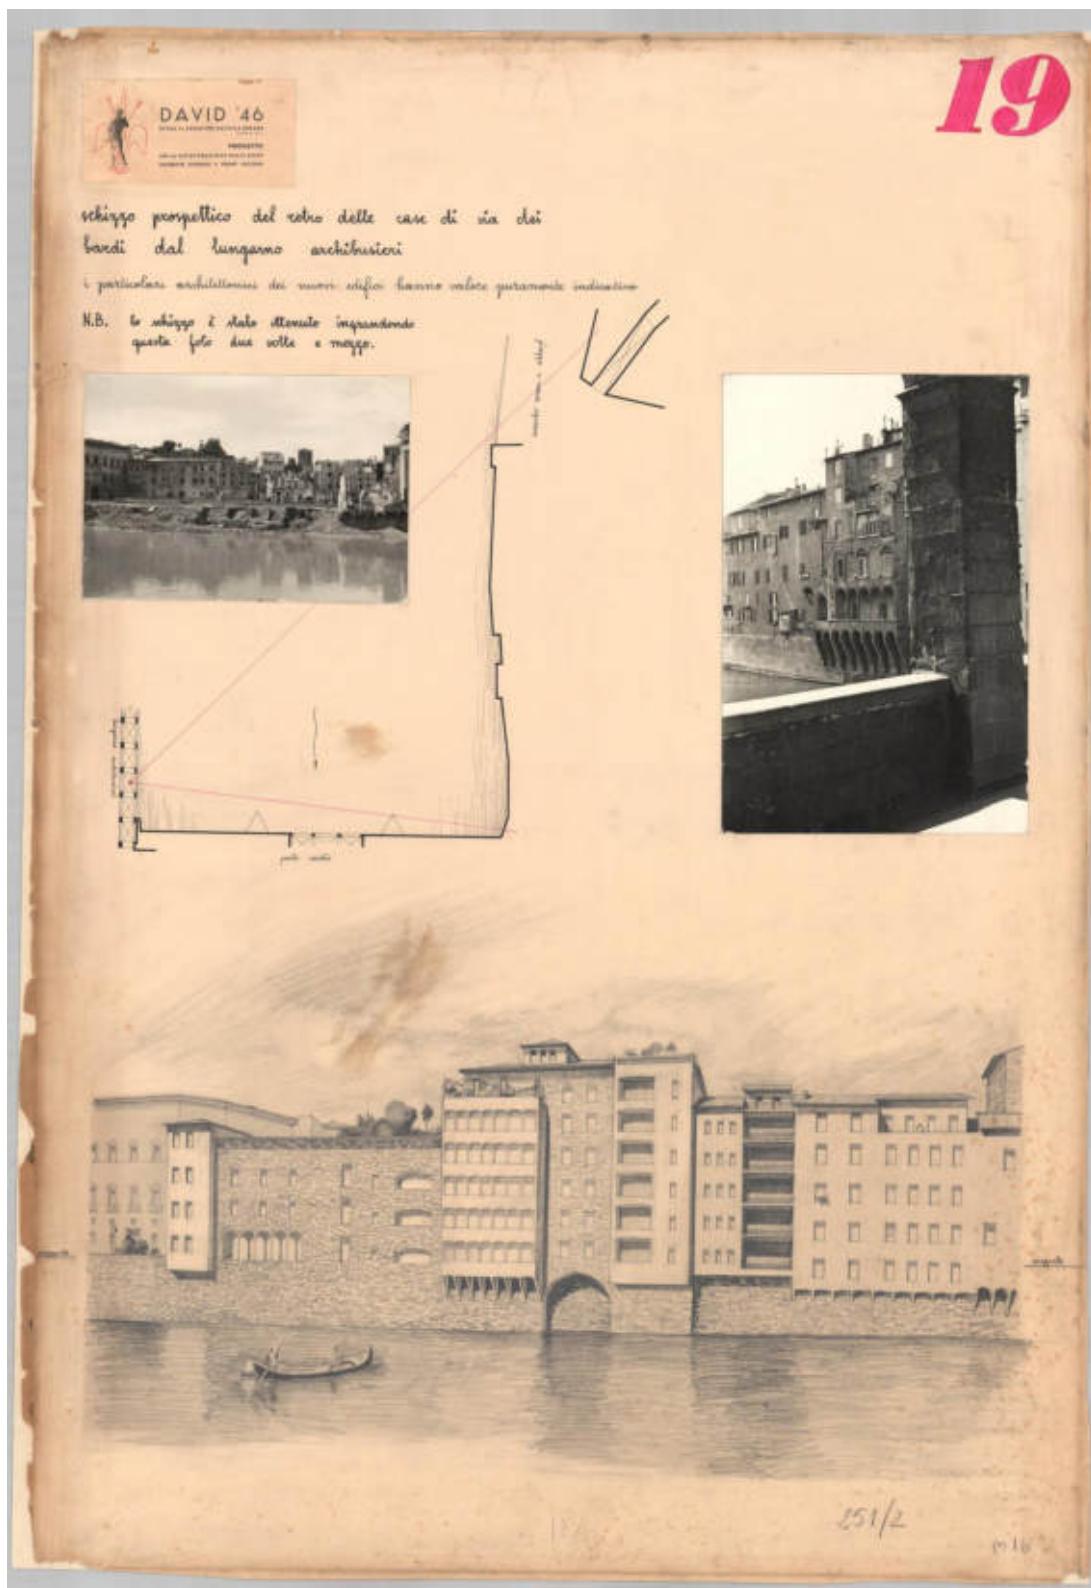 19
DAVID '46
PROGETTO
schizzo prospettico del retro delle case di via dei
bardi dal lungarno archibusieri
i particolari architettonici dei nuovi edifici hanno valore puramente indicativo
N.B. lo schizzo è stato ottenuto ingrandendo
questa foto due volte e mezzo.
ponte vecchio
251/2